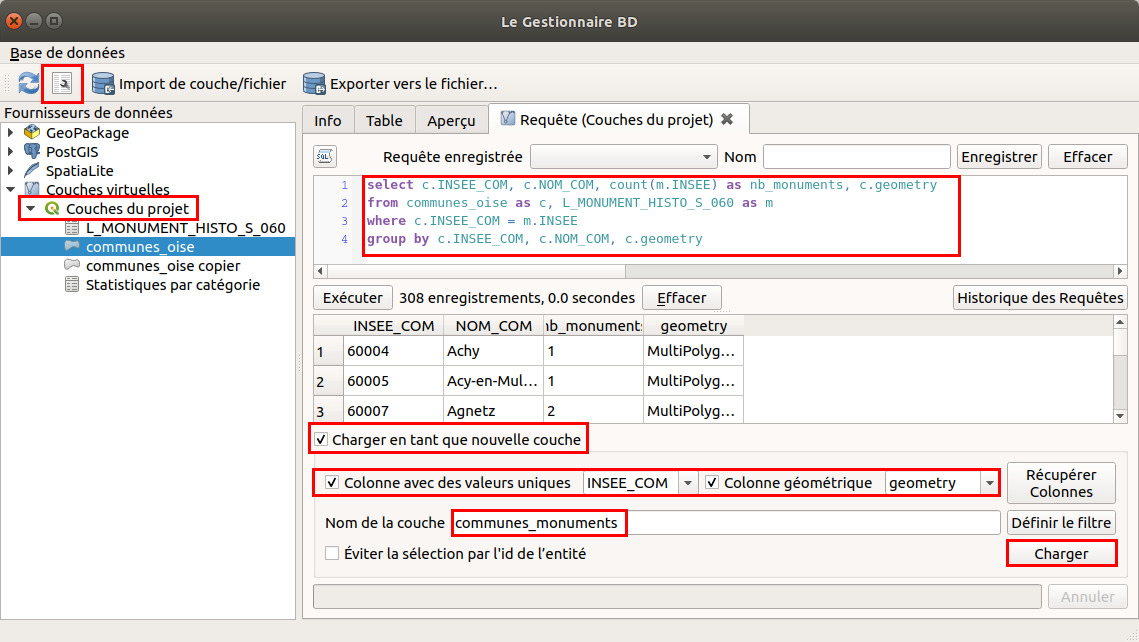 Le Gestionnaire BD
Base de données
Import de couche/fichier
Exporter vers le fichier...
Fournisseurs de données
GeoPackage
PostGIS
SpatiaLite
Couches virtuelles
Couches du projet
L_MONUMENT_HISTO_S_060
communes_oise
communes_oise copier
Statistiques par catégorie
Info
Table
Aperçu
Requête (Couches du projet)
SQL
Requête enregistrée
Nom
Enregistrer
Effacer
1 select c.INSEE_COM, c.NOM_COM, count(m.INSEE) as nb_monuments, c.geometry
2 from communes_oise as c, L_MONUMENT_HISTO_S_060 as m
3 where c.INSEE_COM = m.INSEE
4 group by c.INSEE_COM, c.NOM_COM, c.geometry
Exécuter
308 enregistrements, 0.0 secondes
Effacer
Historique des Requêtes
INSEE_COM NOM_COM nb_monuments geometry
1 60004 Achy 1 MultiPolyg...
2 60005 Acy-en-Mul... 1 MultiPolyg...
3 60007 Agnetz 2 MultiPolyg...
Charger en tant que nouvelle couche
Colonne avec des valeurs uniques INSEE_COM
Colonne géométrique geometry
Récupérer
Colonnes
Nom de la couche communes_monuments
Définir le filtre
Éviter la sélection par l'id de l’entité
Charger
Annuler